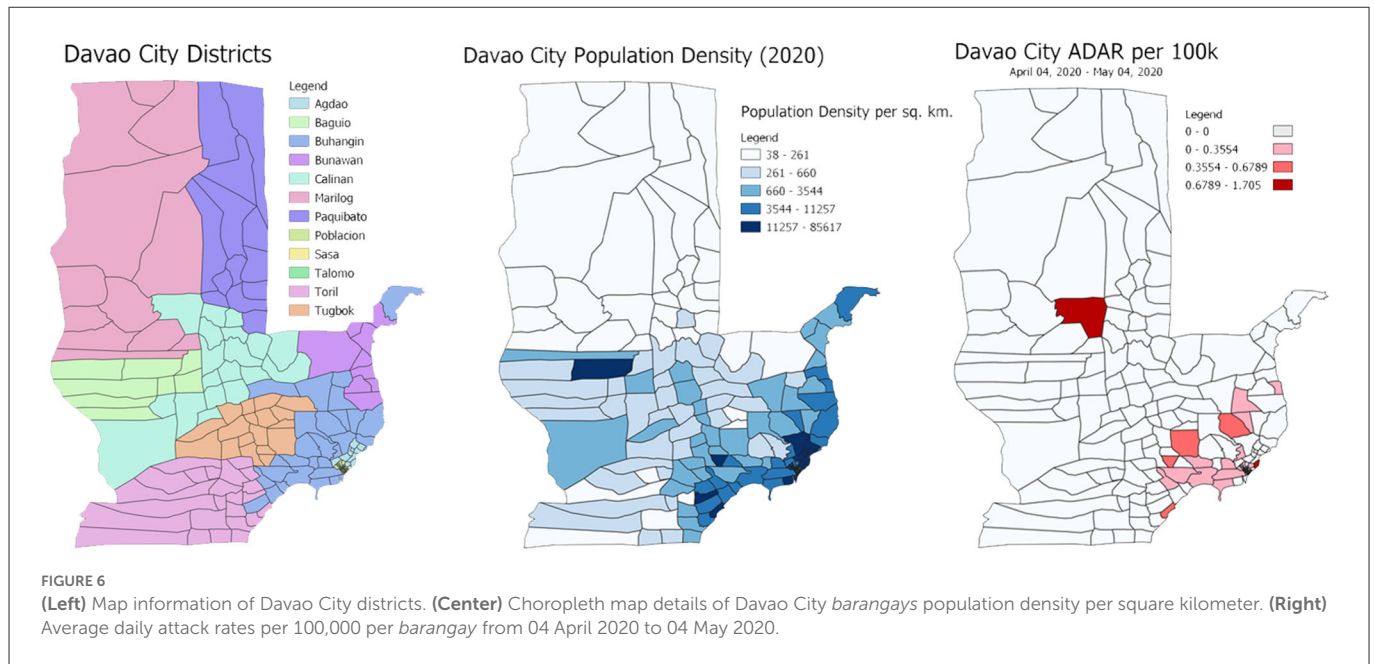 Davao City Districts
Legend
Agdao
Baguio
Buhangin
Bunawan
Calinan
Marilog
Paquibato
Poblacion
Sasa
Talomo
Toril
Tugbok
Davao City Population Density (2020)
Population Density per sq. km.
Legend
38 - 261
261 - 660
660 - 3544
3544 - 11257
11257 - 85617
Davao City ADAR per 100k
April 04, 2020 - May 04, 2020
Legend
0 - 0
0 - 0.3554
0.3554 - 0.6789
0.6789 - 1.705
FIGURE 6
(Left) Map information of Davao City districts. (Center) Choropleth map details of Davao City barangays population density per square kilometer. (Right)
Average daily attack rates per 100,000 per barangay from 04 April 2020 to 04 May 2020.